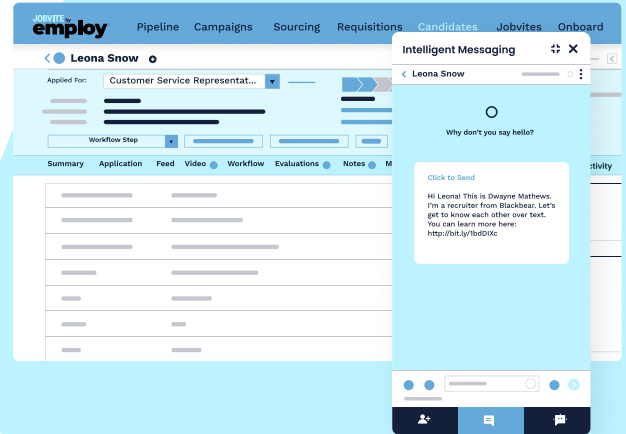 JOBVITE by
employ
Pipeline Campaigns Sourcing Requisitions Candidates Jobvites Onboard
Intelligent Messaging
Leona Snow
Leona Snow
Applied For:
Customer Service Representat...
Why don't you say hello?
Workflow Step
Summary Application Feed Video Workflow Evaluations Notes M
ctivity
Click to Send
Hi Leona! This is Dwayne Mathews.
I'm a recruiter from Blackbear. Let's
get to know each other over text.
You can learn more here:
http://bit.ly/1bdDIXc